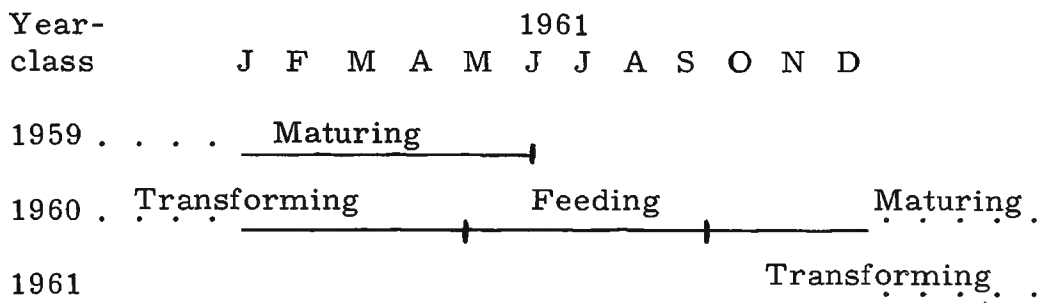 Year-
1961
class J F M A M J J A S O N D
1959 . . . . Maturing
1960 . . . . Transforming Feeding Maturing . . . . .
1961 Transforming . . . . .